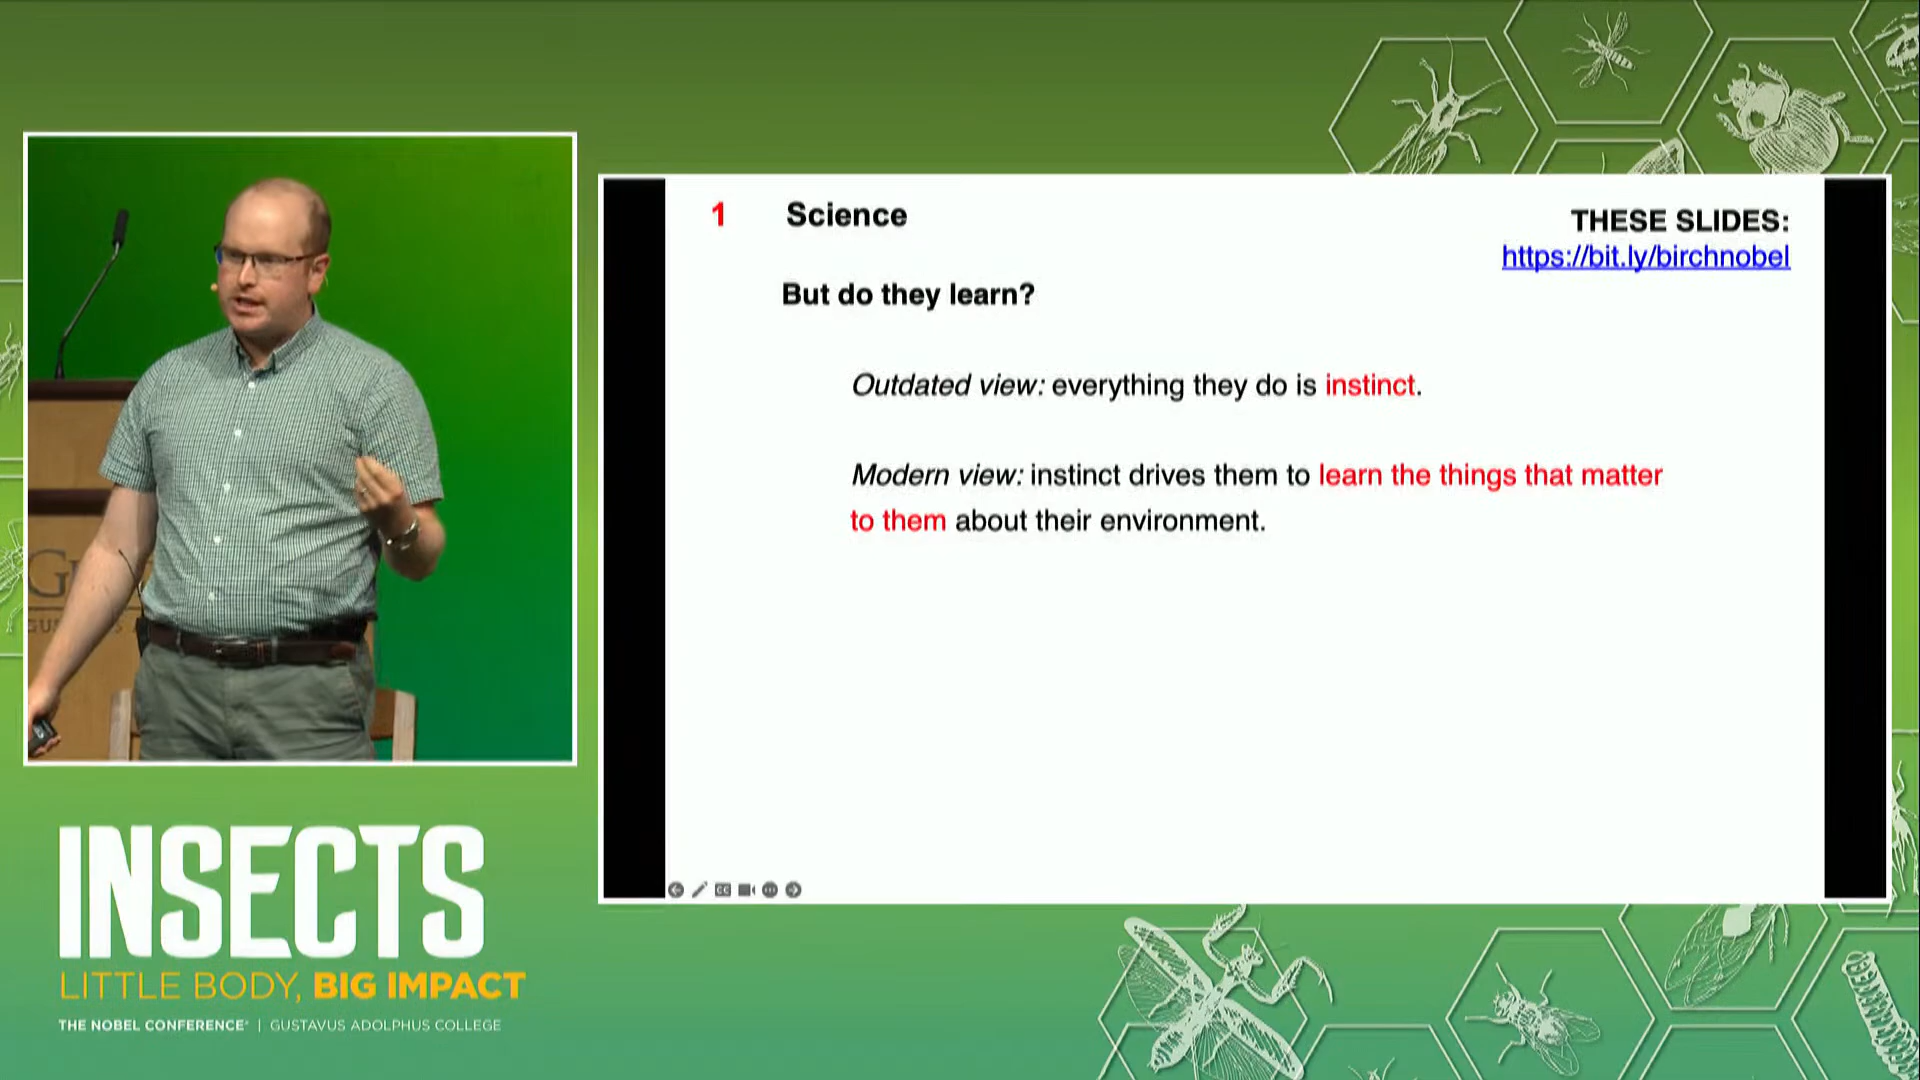 1 Science
THESE SLIDES:
https://bit.ly/birchnobel
But do they learn?
Outdated view: everything they do is instinct.
Modern view: instinct drives them to learn the things that matter
to them about their environment.
INSECTS
LITTLE BODY, BIG IMPACT
THE NOBEL CONFERENCE® | GUSTAVUS ADOLPHUS COLLEGE